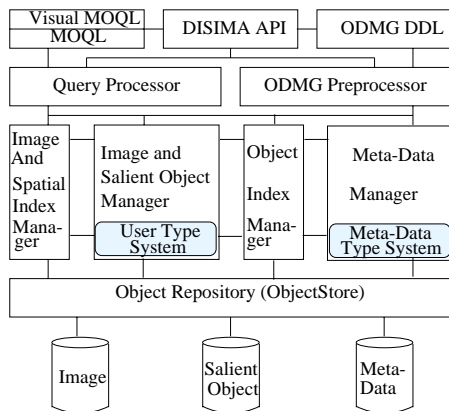 Visual MOQL
MOQL
DISIMA API
ODMG DDL
Query Processor
ODMG Preprocessor
Image
And
Spatial
Index
Mana-
ger
Image and
Salient Object
Manager
User Type
System
Object
Index
Mana-
ger
Meta-Data
Manager
Meta-Data
Type System
Object Repository (ObjectStore)
Image
Salient
Object
Meta-
Data